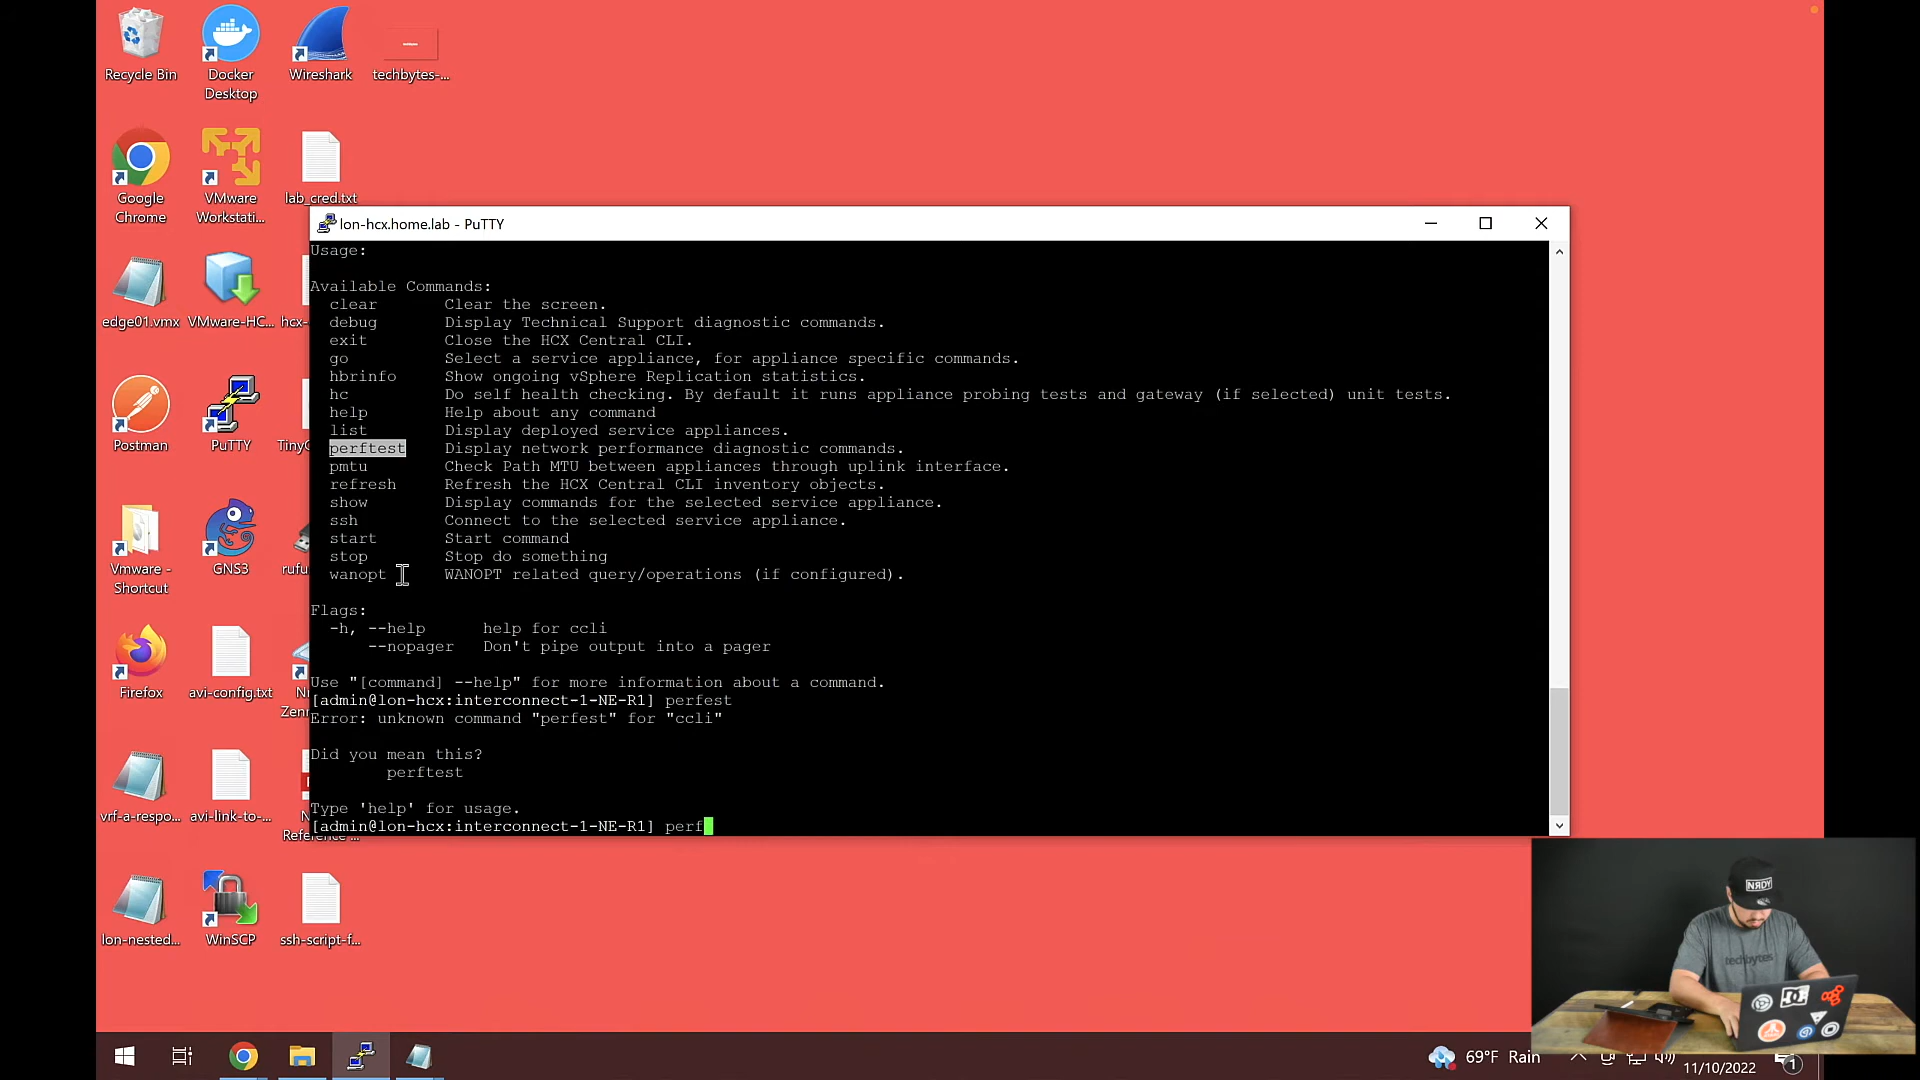 Recycle Bin
Docker Desktop
Wireshark
techbytes-...
Google Chrome
VMware Workstati...
lab_cred.txt
edge01.vmx
VMware-HC...
hcx-
Postman
PuTTY
TinyC
Vmware - Shortcut
GNS3
rufu
Firefox
avi-config.txt
Zenn
vrf-a-respo...
avi-link-to-...
Reference
lon-nested...
WinSCP
ssh-script-f...
lon-hcx.home.lab - PuTTY
Usage:
Available Commands:
clear Clear the screen.
debug Display Technical Support diagnostic commands.
exit Close the HCX Central CLI.
go Select a service appliance, for appliance specific commands.
hbrinfo Show ongoing vSphere Replication statistics.
hc Do self health checking. By default it runs appliance probing tests and gateway (if selected) unit tests.
help Help about any command
list Display deployed service appliances.
perftest Display network performance diagnostic commands.
pmtu Check Path MTU between appliances through uplink interface.
refresh Refresh the HCX Central CLI inventory objects.
show Display commands for the selected service appliance.
ssh Connect to the selected service appliance.
start Start command
stop Stop do something
wanopt WANOPT related query/operations (if configured).
Flags:
-h, --help help for ccli
--nopager Don't pipe output into a pager
Use "[command] --help" for more information about a command.
[admin@lon-hcx:interconnect-1-NE-R1] perfest
Error: unknown command "perfest" for "ccli"
Did you mean this?
perftest
Type 'help' for usage.
[admin@lon-hcx:interconnect-1-NE-R1] perf
NRDY
techbytes
69°F Rain
11/10/2022
1